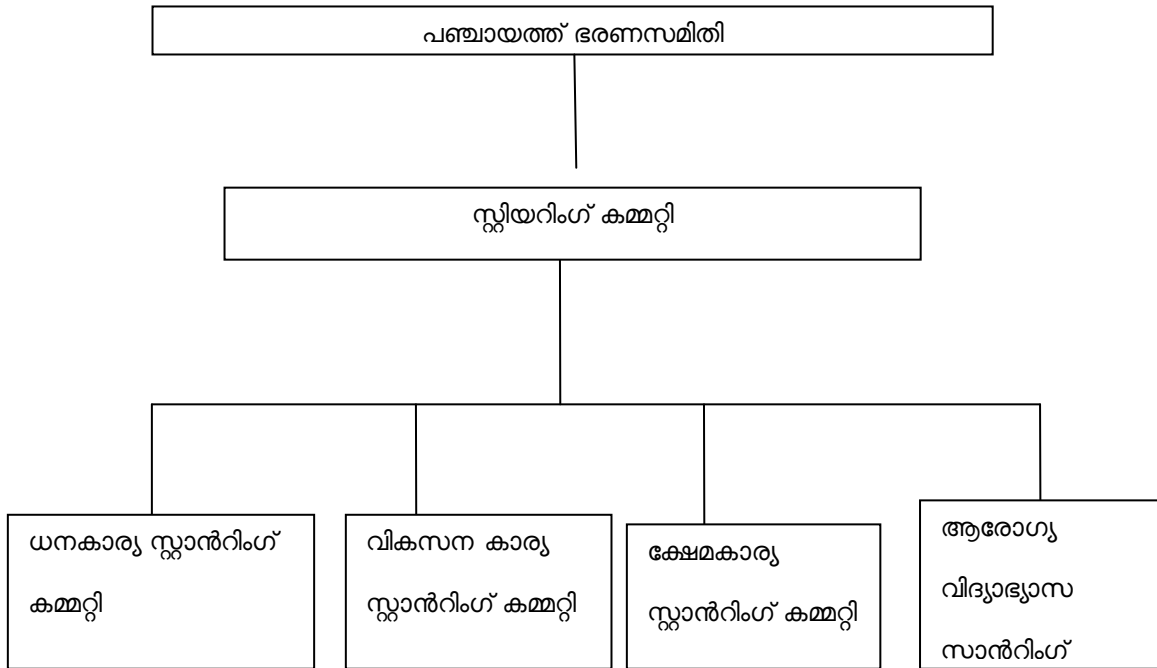 പഞ്ചായത്ത് ഭരണസമിതി
സ്റ്റിയറിംഗ് കമ്മറ്റി
ധനകാര്യ സ്റ്റാൻറിംഗ്
കമ്മറ്റി
വികസന കാര്യ
സ്റ്റാൻറിംഗ് കമ്മറ്റി
ക്ഷേമകാര്യ
സ്റ്റാൻറിംഗ് കമ്മറ്റി
ആരോഗ്യ
വിദ്യാഭ്യാസ
സാൻറിംഗ്